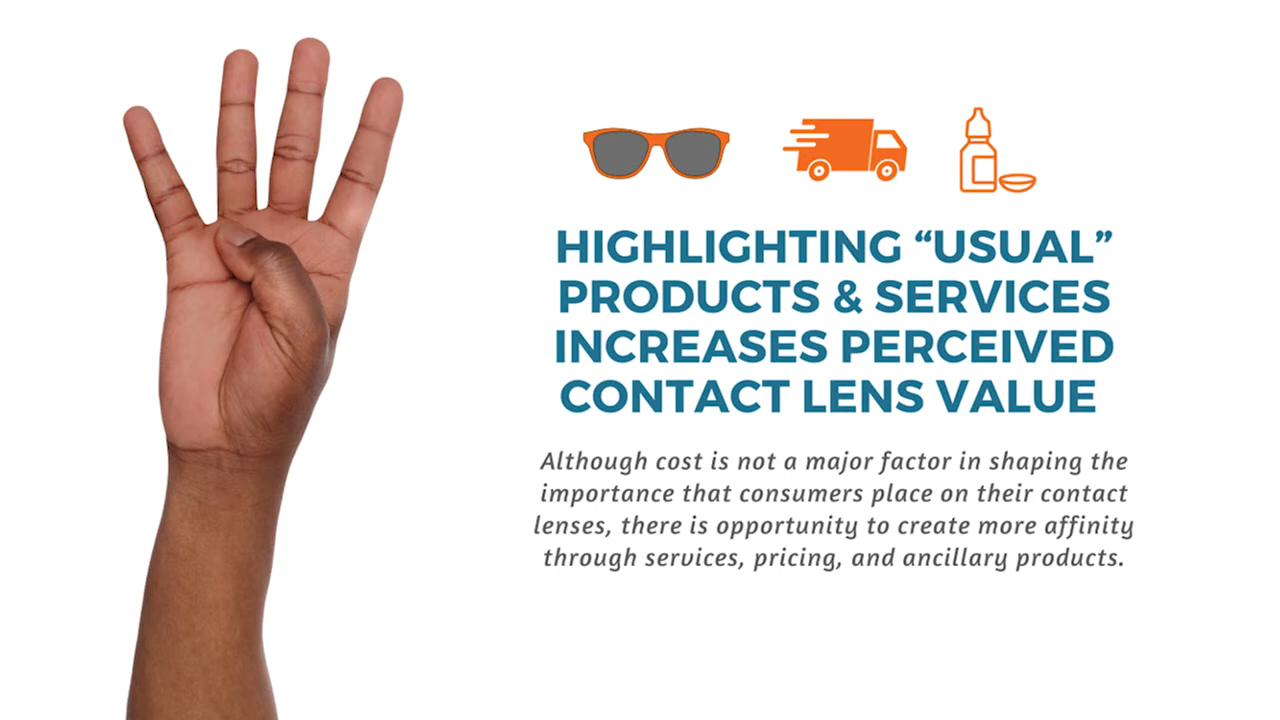 HIGHLIGHTING “USUAL”
PRODUCTS & SERVICES
INCREASES PERCEIVED
CONTACT LENS VALUE
Although cost is not a major factor in shaping the
importance that consumers place on their contact
lenses, there is opportunity to create more affinity
through services, pricing, and ancillary products.